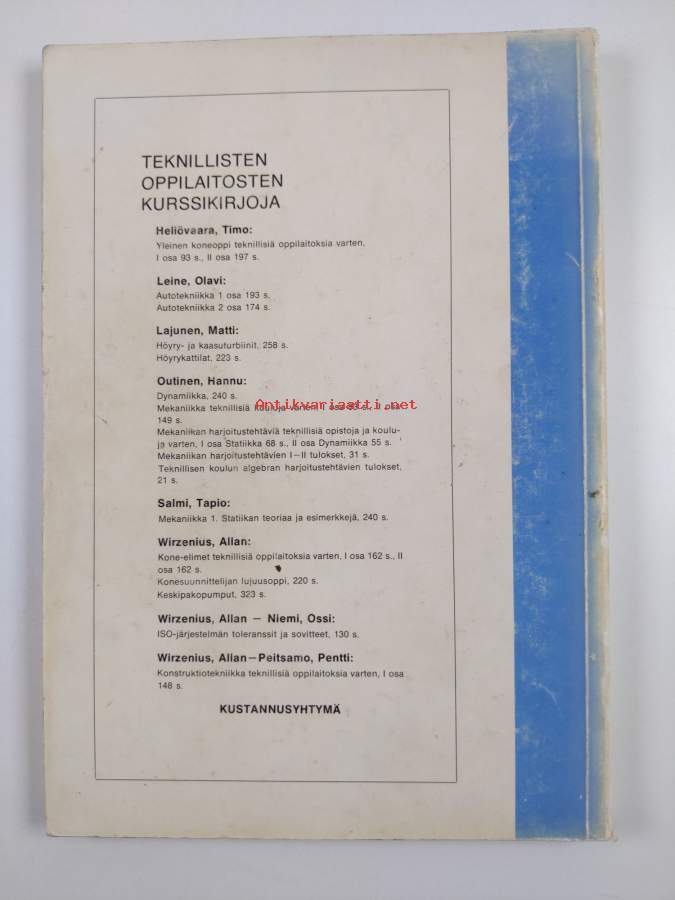 TEKNILLISTEN
OPPILAITOSTEN
KURSSIKIRJOJA
Heliövaara, Timo:
Yleinen koneoppi teknillisiä oppilaitoksia varten,
I osa 93 s., II osa 197 s.
Leine, Olavi:
Autotekniikka 1 osa 193 s.
Autotekniikka 2 osa 174 s.
Lajunen, Matti:
Höyry- ja kaasuturbiinit, 258 s.
Höyrykattilat, 223 s.
Outinen, Hannu:
Dynamiikka, 240 s.
Mekaniikka teknillisiä kouluja varten, I osa s., II osa
Antikvariaatti.net
149 s.
Mekaniikan harjoitustehtäviä teknillisiä opistoja ja koulu-
ja varten, I osa Statiikka 68 s., II osa Dynamiikka 55 s.
Mekaniikan harjoitustehtävien I—II tulokset, 31 s.
Teknillisen koulun algebran harjoitustehtävien tulokset,
21 s.
Salmi, Tapio:
Mekaniikka 1. Statiikan teoriaa ja esimerkkejä, 240 s.
Wirzenius, Allan:
Kone-elimet teknillisiä oppilaitoksia varten, I osa 162 s., II
osa 162 s.
Konesuunnittelijan lujuusoppi, 220 s.
Keskipakopumput, 323 s.
Wirzenius, Allan — Niemi, Ossi:
ISO-järjestelmän toleranssit ja sovitteet, 130 s.
Wirzenius, Allan—Peitsamo, Pentti:
Konstruktiotekniikka teknillisiä oppilaitoksia varten, I osa
148 s.
KUSTANNUSYHTYMÄ